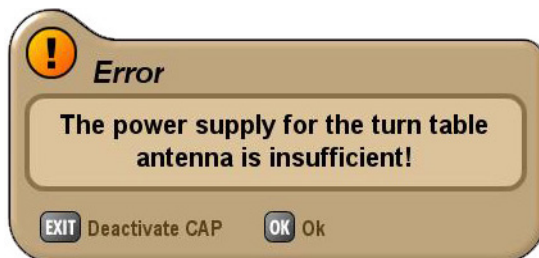 !
Error
The power supply for the turn table
antenna is insufficient!
EXIT Deactivate CAP OK Ok